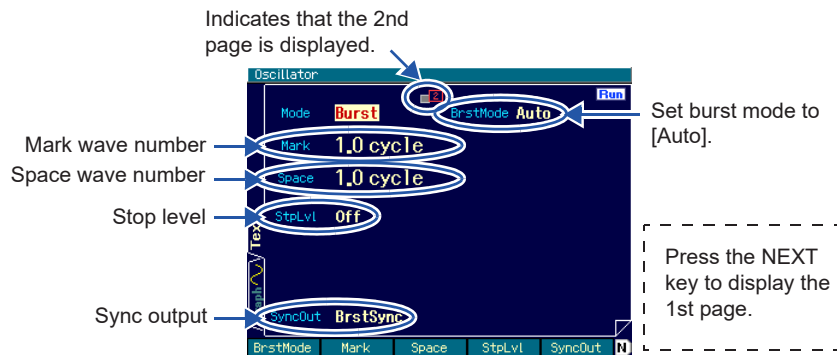 Indicates that the 2nd
page is displayed.
Oscillator
2
Run
Mode Burst
BrstMode Auto
Set burst mode to
[Auto].
Mark wave number
Mark 1.0 cycle
Space wave number
Space 1.0 cycle
Stop level
StpLvl Off
Text
Press the NEXT
key to display the
1st page.
Sync output
SyncOut BrstSync
BrstMode Mark Space StpLvl SyncOut N